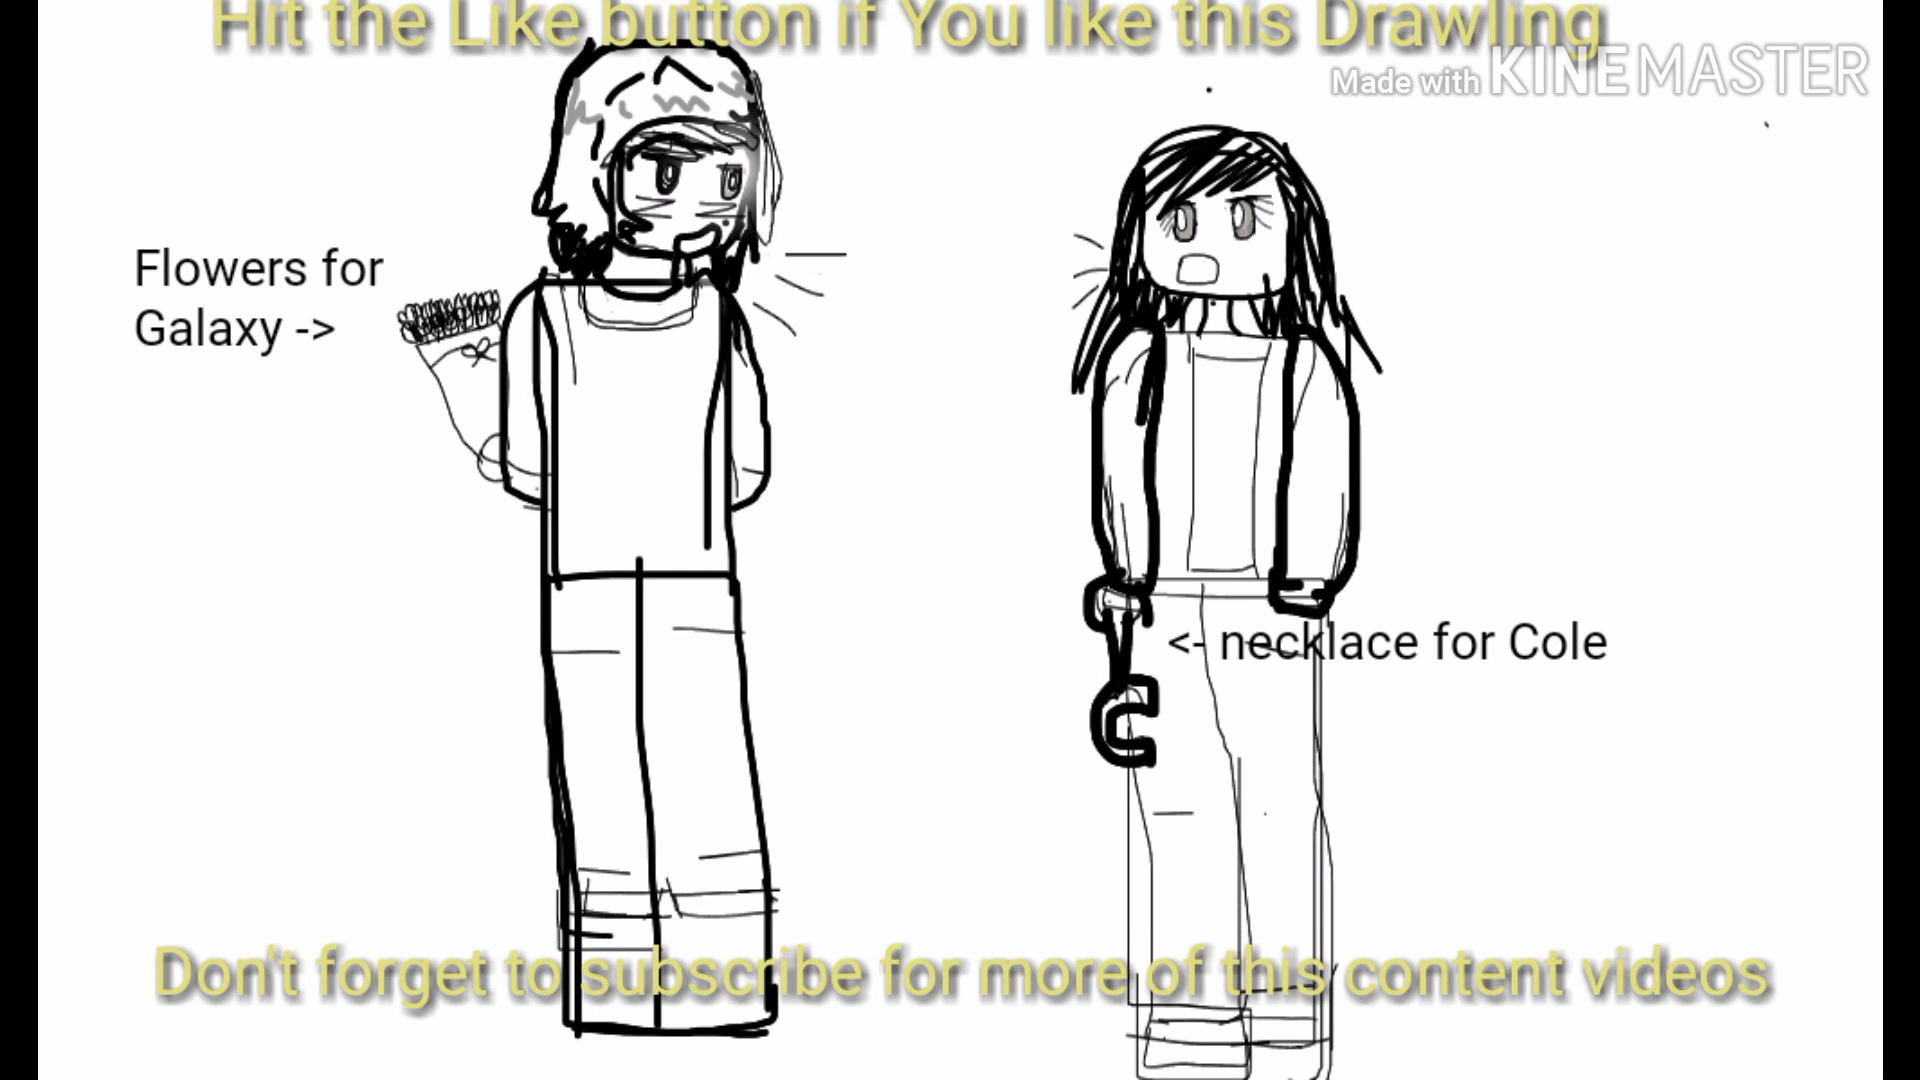 Hit the Like button if You like this Drawling
Made with KINEMASTER
Flowers for
Galaxy ->
<- necklace for Cole
C
Don't forget to subscribe for more of this content videos